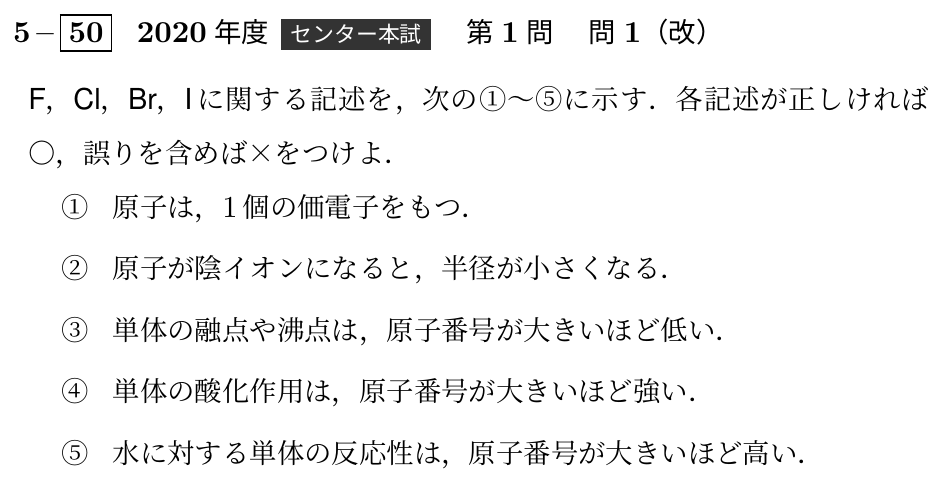 5－50 2020 年度 センター本試 第 1 問 問 1（改）
F，Cl，Br，I に関する記述を，次の①～⑤に示す．各記述が正しければ
○，誤りを含めば×をつけよ．
① 原子は，1 個の価電子をもつ．
② 原子が陰イオンになると，半径が小さくなる．
③ 単体の融点や沸点は，原子番号が大きいほど低い．
④ 単体の酸化作用は，原子番号が大きいほど強い．
⑤ 水に対する単体の反応性は，原子番号が大きいほど高い．